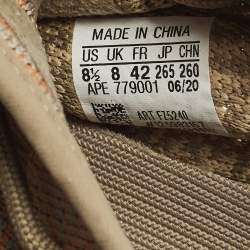 MADE IN CHINA
US UK FR JP CHN
8½ 8 42 265 260
APE 779001 06/20
ART FZ5240